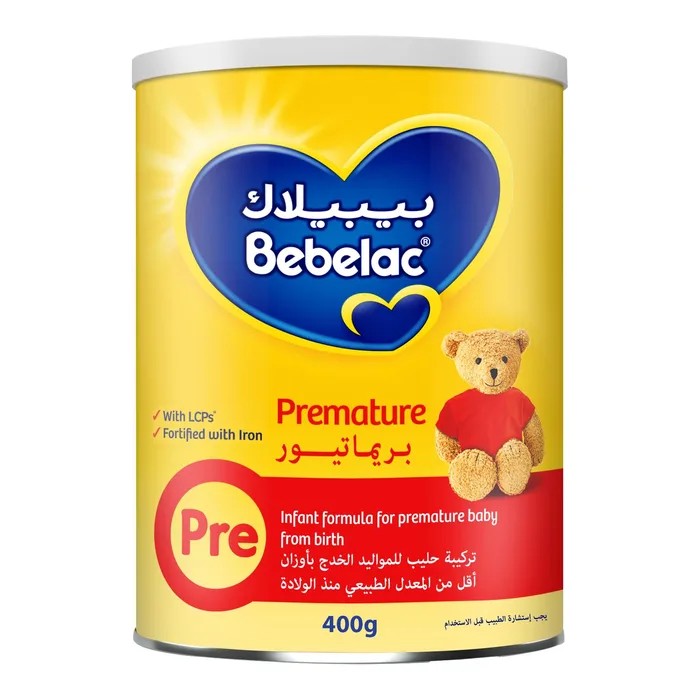 بيبيلاك
Bebelac®
Premature
بريماتيور
✓ With LCPs*
✓ Fortified with Iron
Pre
Infant formula for premature baby
from birth
تركيبة حليب للمواليد الخدج بأوزان
أقل من المعدل الطبيعي منذ الولادة
400g
يجب إستشارة الطبيب قبل الاستخدام